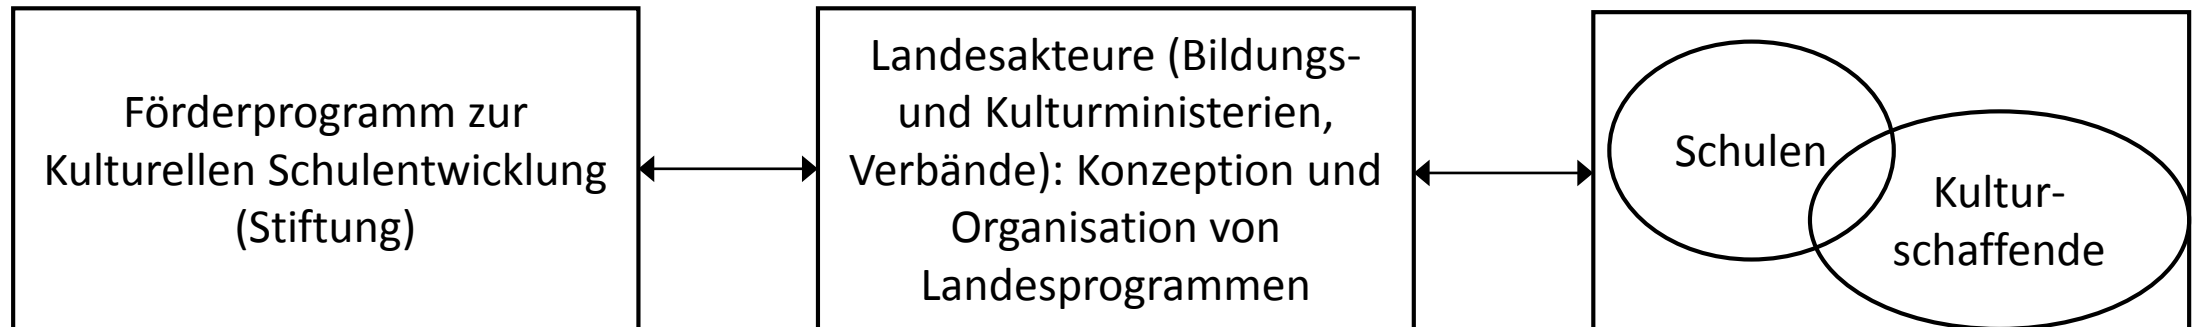 Förderprogramm zur
Kulturellen Schulentwicklung
(Stiftung)
Landesakteure (Bildungs-
und Kulturministerien,
Verbände): Konzeption und
Organisation von
Landesprogrammen
Schulen
Kultur-
schaffende